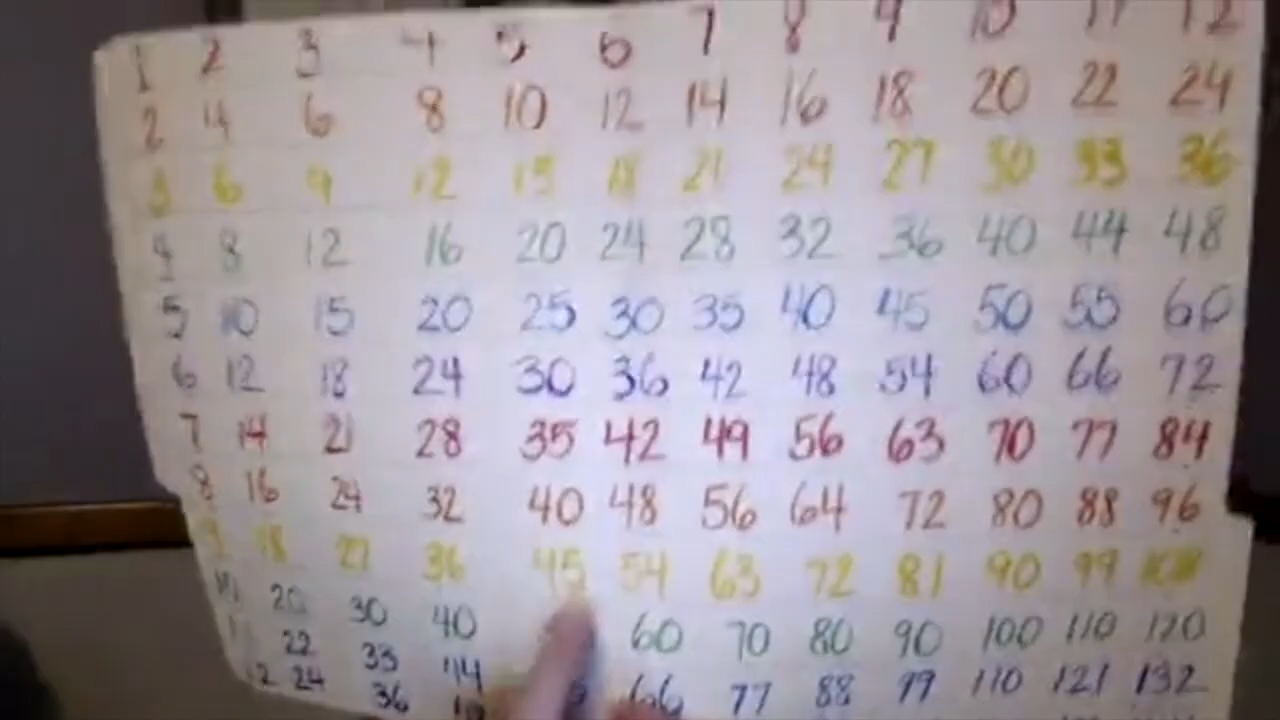 1 2 3 4 5 6 7 8 9 10 11 12
2 4 6 8 10 12 14 16 18 20 22 24
3 6 9 12 15 18 21 24 27 30 33 36
4 8 12 16 20 24 28 32 36 40 44 48
5 10 15 20 25 30 35 40 45 50 55 60
6 12 18 24 30 36 42 48 54 60 66 72
7 14 21 28 35 42 49 56 63 70 77 84
8 16 24 32 40 48 56 64 72 80 88 96
9 18 27 36 45 54 63 72 81 90 99 108
10 20 30 40 60 70 80 90 100 110 120
22 33 44 66 77 88 99 110 121 132
12 24 36